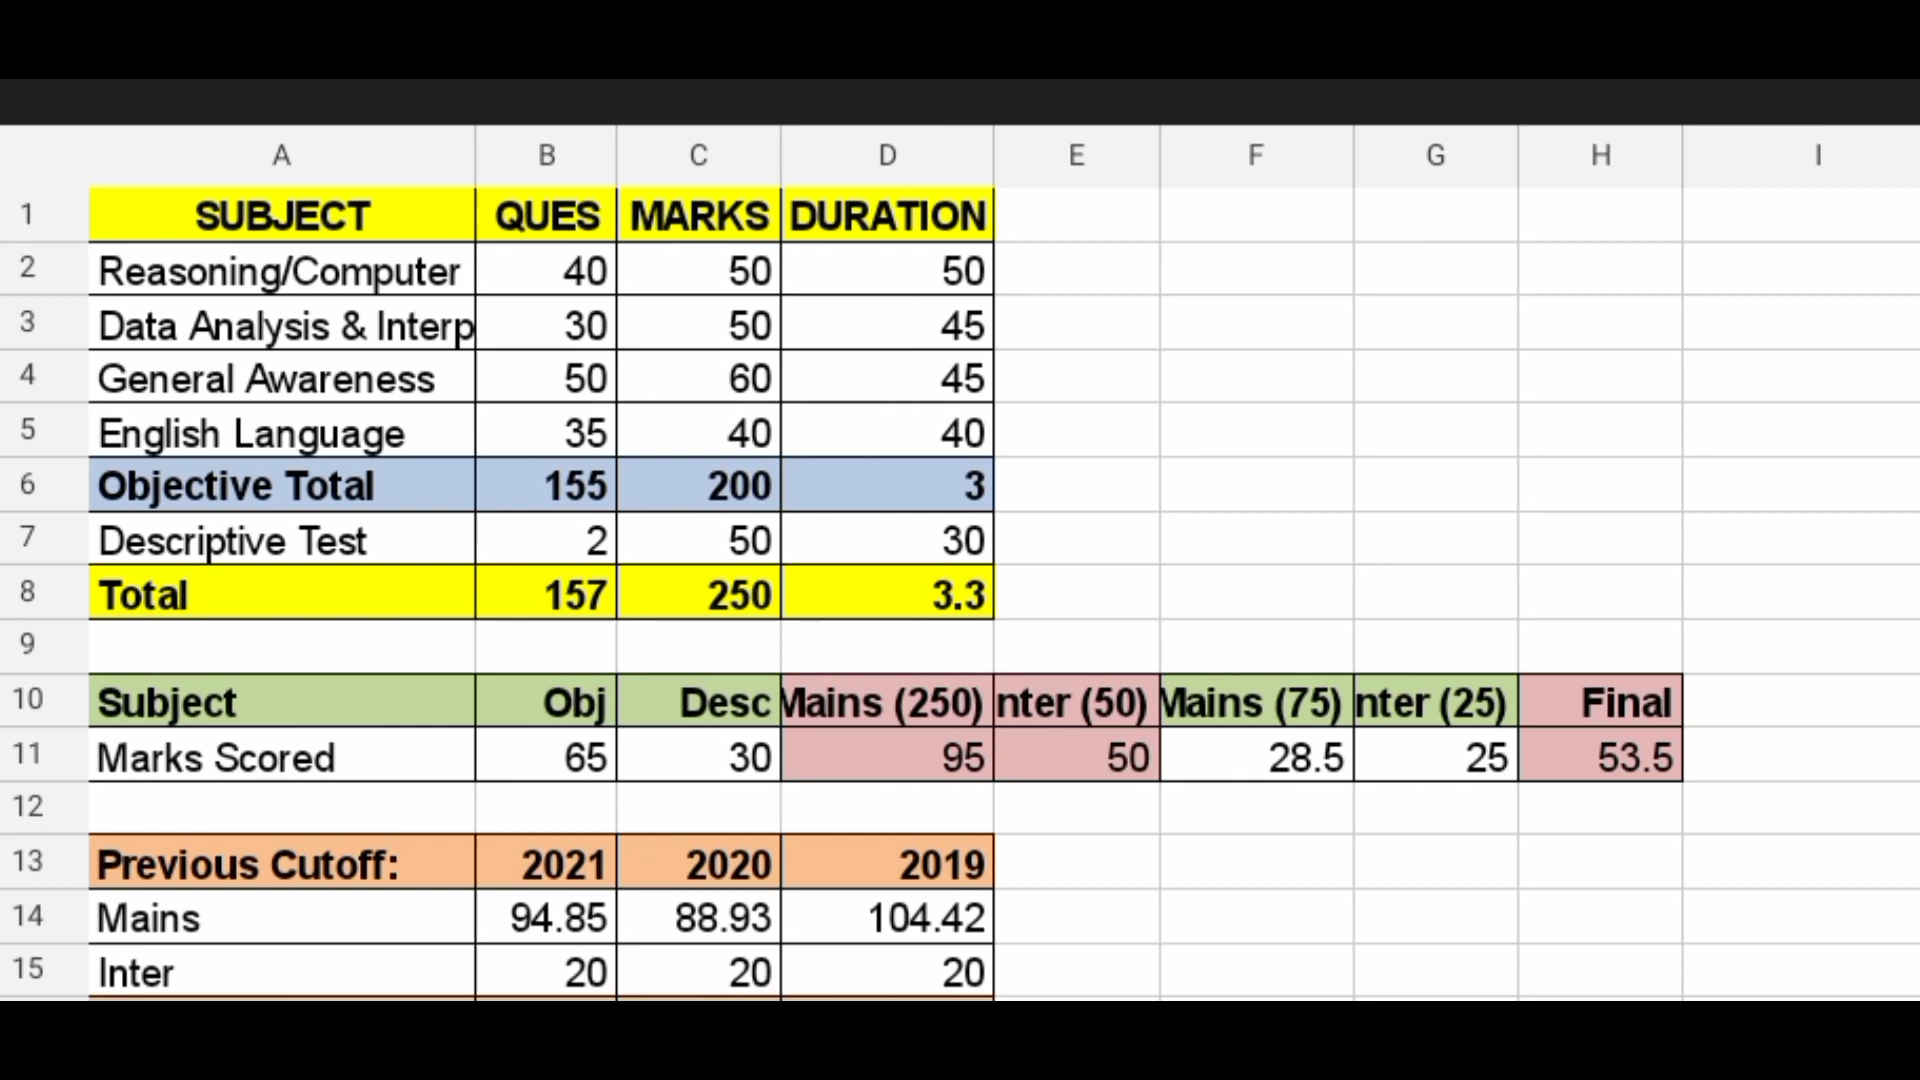 A B C D E F G H I
1 SUBJECT QUES MARKS DURATION
2 Reasoning/Computer 40 50 50
3 Data Analysis & Interp 30 50 45
4 General Awareness 50 60 45
5 English Language 35 40 40
6 Objective Total 155 200 3
7 Descriptive Test 2 50 30
8 Total 157 250 3.3
9
10 Subject Obj Desc Mains (250) nter (50) Mains (75) nter (25) Final
11 Marks Scored 65 30 95 50 28.5 25 53.5
12
13 Previous Cutoff: 2021 2020 2019
14 Mains 94.85 88.93 104.42
15 Inter 20 20 20